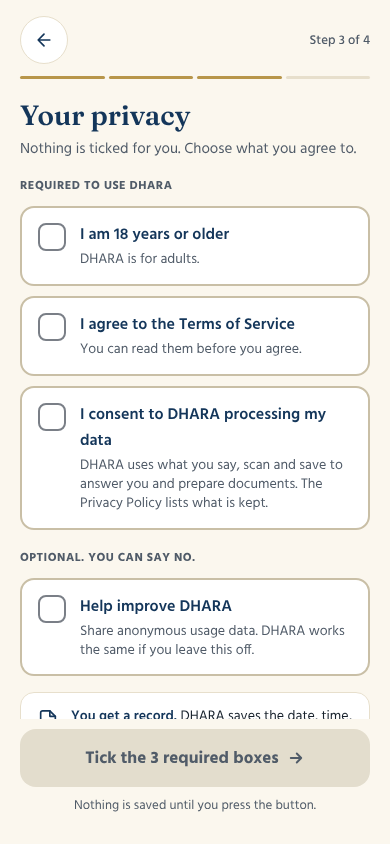 Step 3 of 4
Your privacy
Nothing is ticked for you. Choose what you agree to.
REQUIRED TO USE DHARA
I am 18 years or older
DHARA is for adults.
I agree to the Terms of Service
You can read them before you agree.
I consent to DHARA processing my
data
DHARA uses what you say, scan and save to
answer you and prepare documents. The
Privacy Policy lists what is kept.
OPTIONAL. YOU CAN SAY NO.
Help improve DHARA
Share anonymous usage data. DHARA works
the same if you leave this off.
You get a record. DHARA saves the date, time,
Tick the 3 required boxes
Nothing is saved until you press the button.